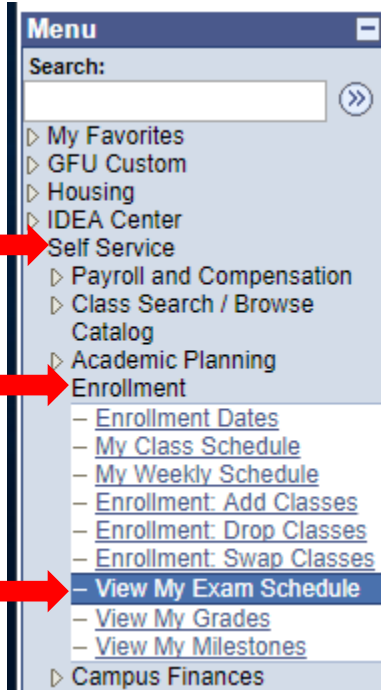 Menu
Search:
My Favorites
GFU Custom
Housing
IDEA Center
Self Service
Payroll and Compensation
Class Search / Browse
Catalog
Academic Planning
Enrollment
– Enrollment Dates
– My Class Schedule
– My Weekly Schedule
– Enrollment: Add Classes
– Enrollment: Drop Classes
– Enrollment: Swap Classes
– View My Exam Schedule
– View My Grades
– View My Milestones
Campus Finances